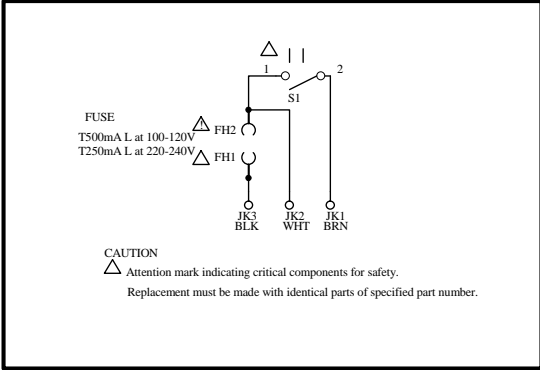 1
2
S1
FUSE
T500mA L at 100-120V
T250mA L at 220-240V
! FH2
FH1
JK3 JK2 JK1
BLK WHT BRN
CAUTION
Attention mark indicating critical components for safety.
Replacement must be made with identical parts of specified part number.